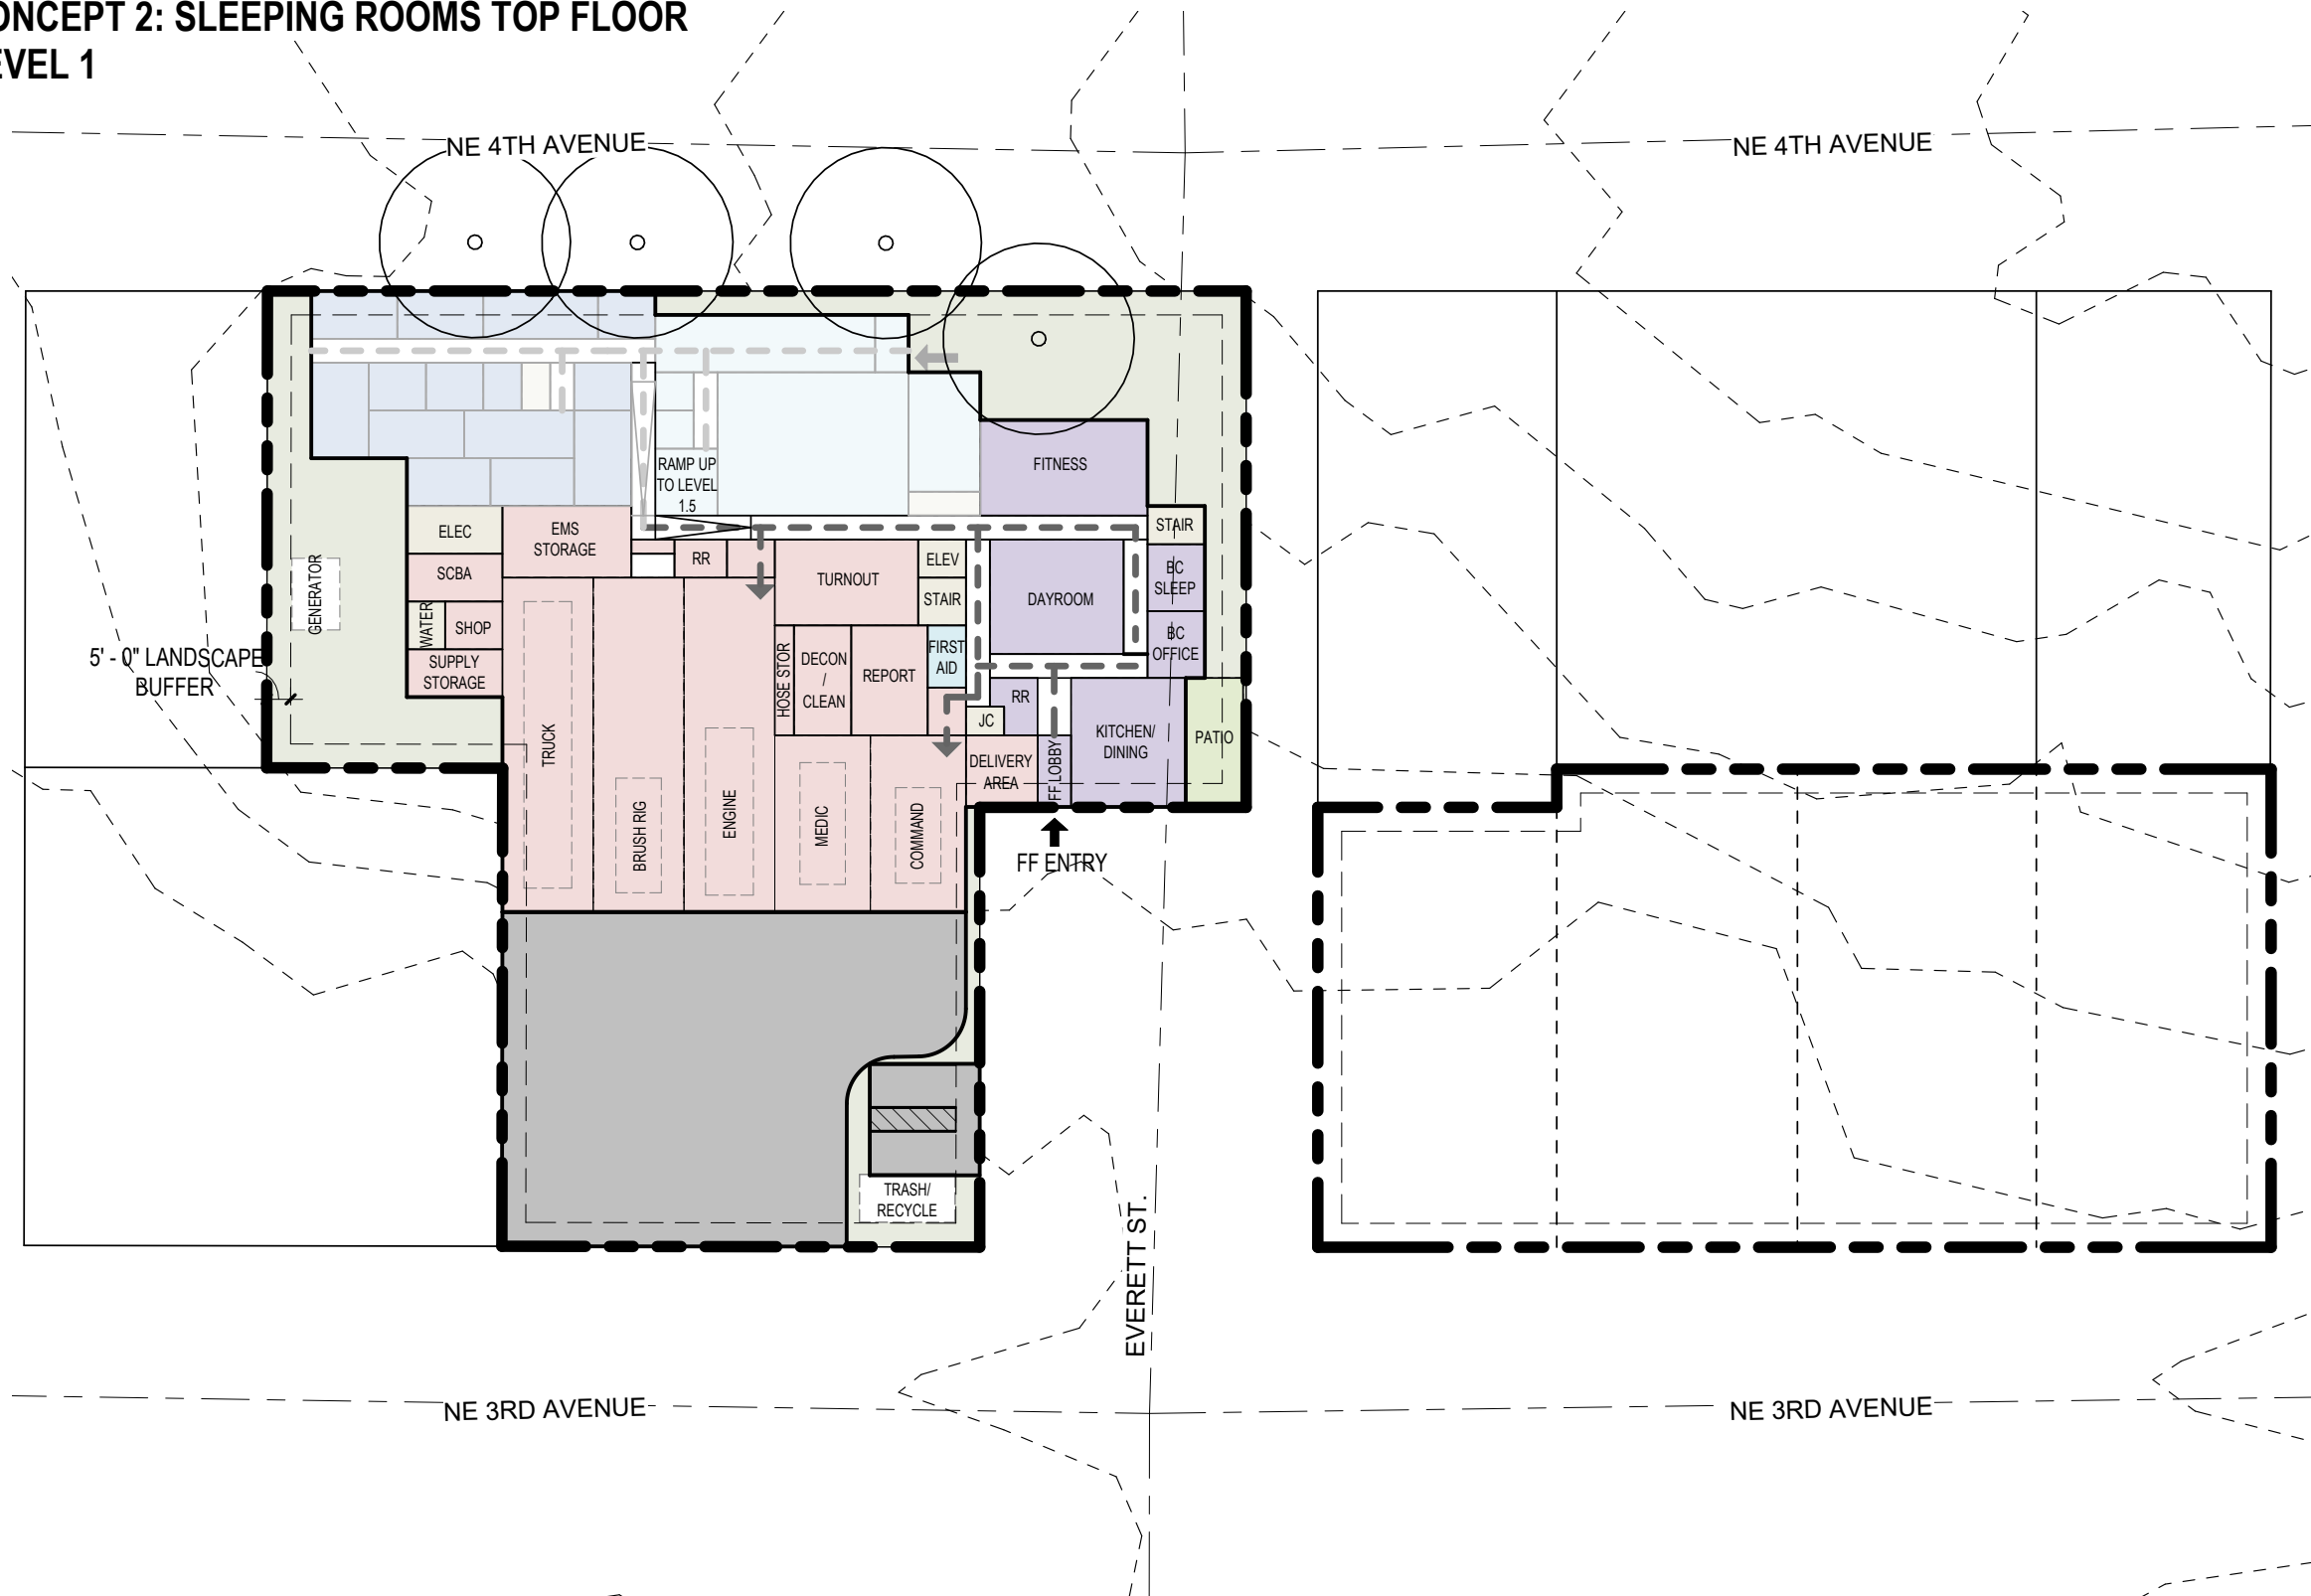 ONCEPT 2: SLEEPING ROOMS TOP FLOOR
EVEL 1
NE 4TH AVENUE
NE 4TH AVENUE
RAMP UP
TO LEVEL
1.5
FITNESS
ELEC
EMS
STORAGE
STAIR
SCBA
RR
TURNOUT
ELEV
DAYROOM
BC
SLEEP
GENERATOR
WATER
SHOP
STAIR
BC
OFFICE
5' - 0" LANDSCAPE
BUFFER
SUPPLY
STORAGE
HOSE STOR
DECON
/
CLEAN
REPORT
FIRST
AID
RR
JC
KITCHEN/
DINING
PATIO
TRUCK
BRUSH RIG
ENGINE
MEDIC
COMMAND
DELIVERY
AREA
FF LOBBY
FF ENTRY
TRASH/
RECYCLE
EVERETT ST.
NE 3RD AVENUE
NE 3RD AVENUE